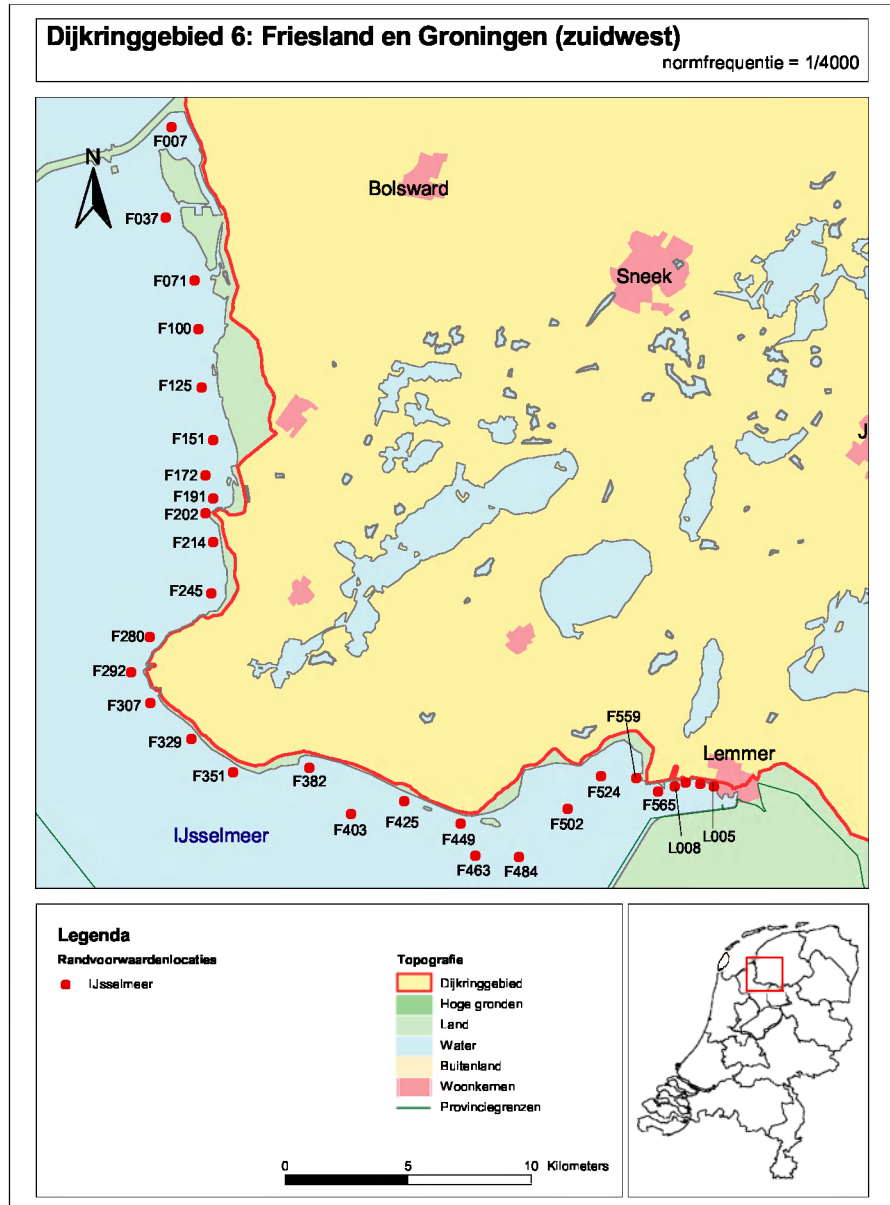 Dijkringgebied 6: Friesland en Groningen (zuidwest)
normfrequentie = 1/4000
F007
N
Bolsward
F037
Sneek
F071
F100
F125
J
F151
F172
F191
F202
F214
F245
F280
F292
F307
F559
F329
Lemmer
F351
F382
F524
F565
F425
L005
F403
F502
IJsselmeer
F449
L008
F463
F484
Legenda
Randvoorwaardenlocaties
IJsselmeer
Topografie
Dijkringgebied
Hoge gronden
Land
Water
Buitenland
Woonkernen
Provinciegrenzen
0 5 10 Kilometers